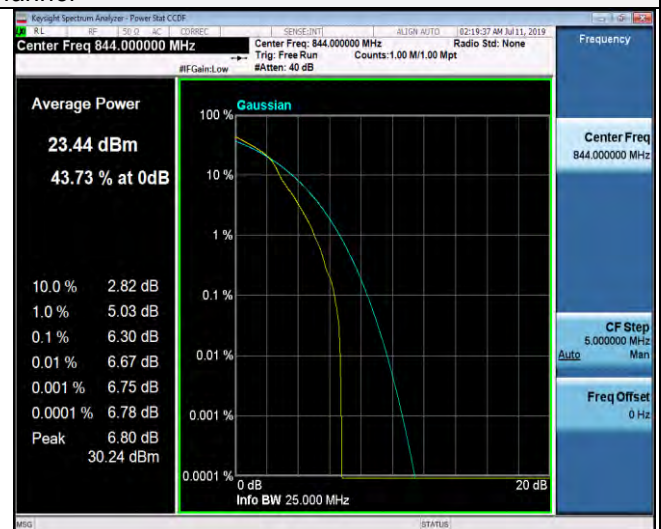 Keysight Spectrum Analyzer - Power Stat CCDF
RL RF 50 Ω AC CORREC SENSE:INT ALIGN AUTO 02:19:37 AM Jul 11, 2019
Center Freq 844.000000 MHz
Center Freq: 844.000000 MHz Radio Std: None
Trig: Free Run Counts:1.00 M/1.00 Mpt
#IFGain:Low #Atten: 40 dB
Frequency
Average Power
23.44 dBm
43.73 % at 0dB
10.0 % 2.82 dB
1.0 % 5.03 dB
0.1 % 6.30 dB
0.01 % 6.67 dB
0.001 % 6.75 dB
0.0001 % 6.78 dB
Peak 6.80 dB
30.24 dBm
Gaussian
100 %
10 %
1 %
0.1 %
0.01 %
0.001 %
0.0001 %
0 dB 20 dB
Info BW 25.000 MHz
Center Freq
844.000000 MHz
CF Step
5.000000 MHz
Auto Man
Freq Offset
0 Hz
MSG STATUS